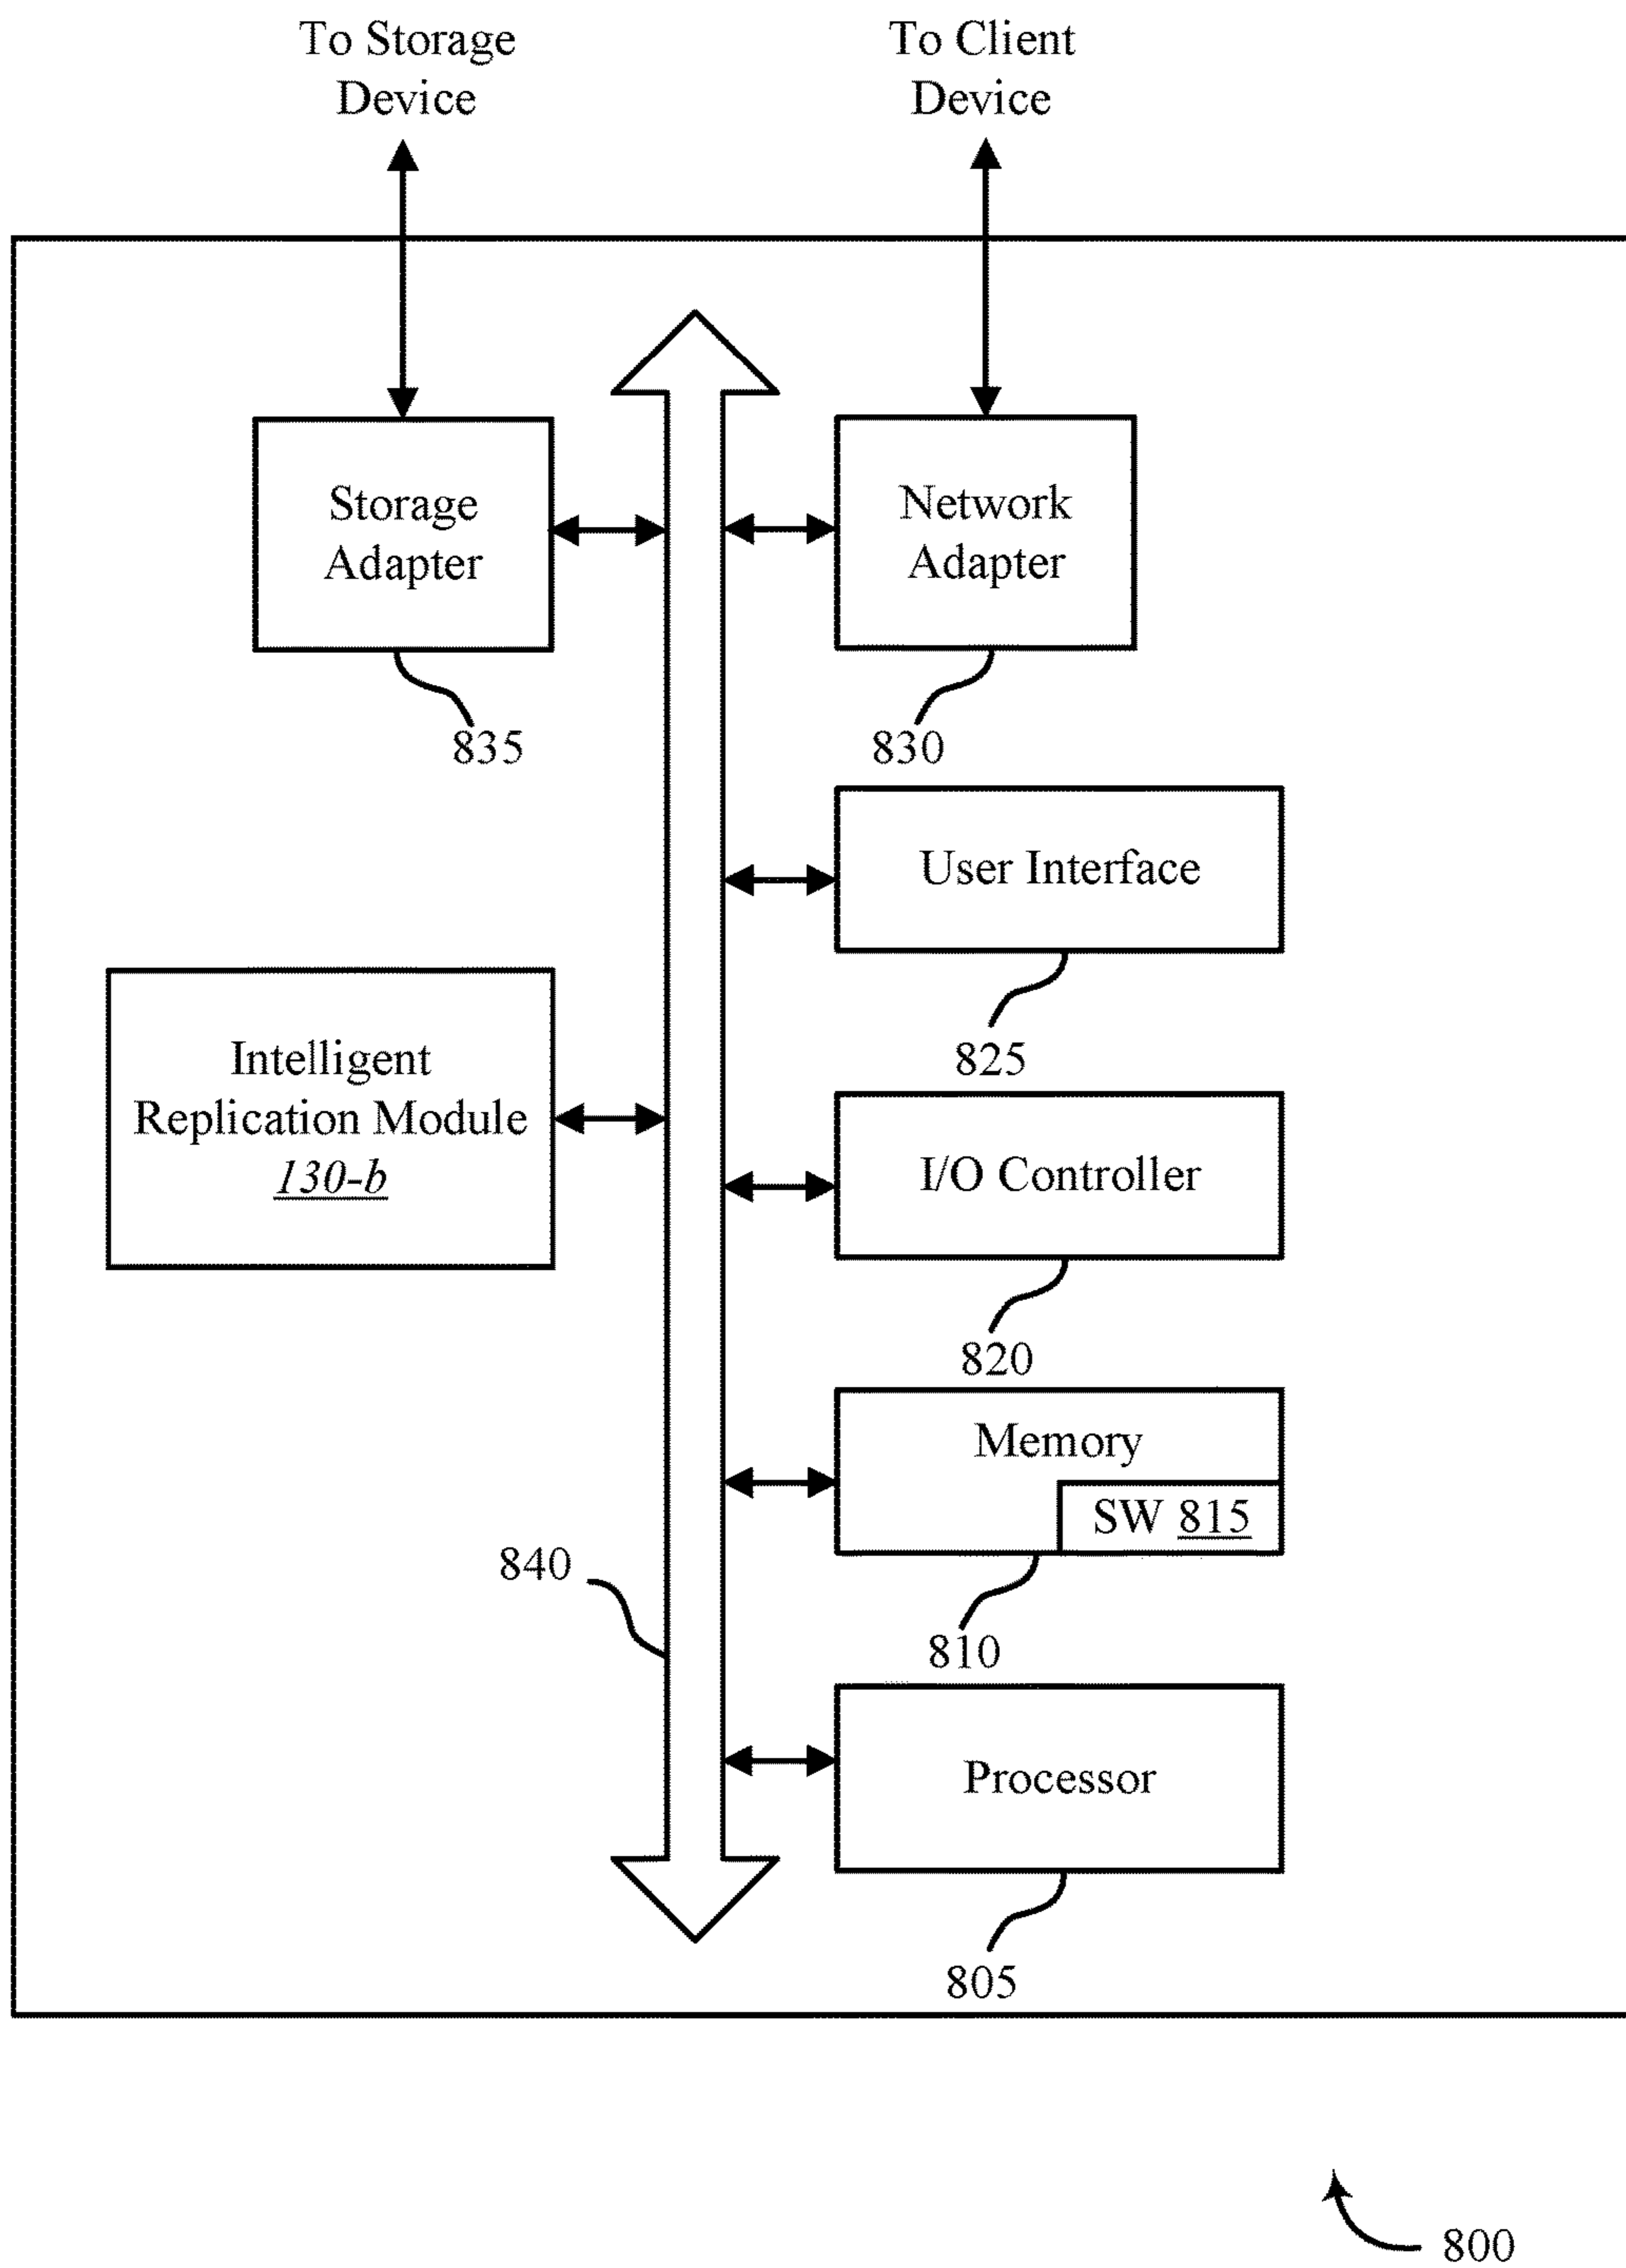 To Storage
Device
To Client
Device
Storage
Adapter
Network
Adapter
835
830
User Interface
825
Intelligent
Replication Module
130-b
I/O Controller
820
Memory
SW 815
840
810
Processor
805
800